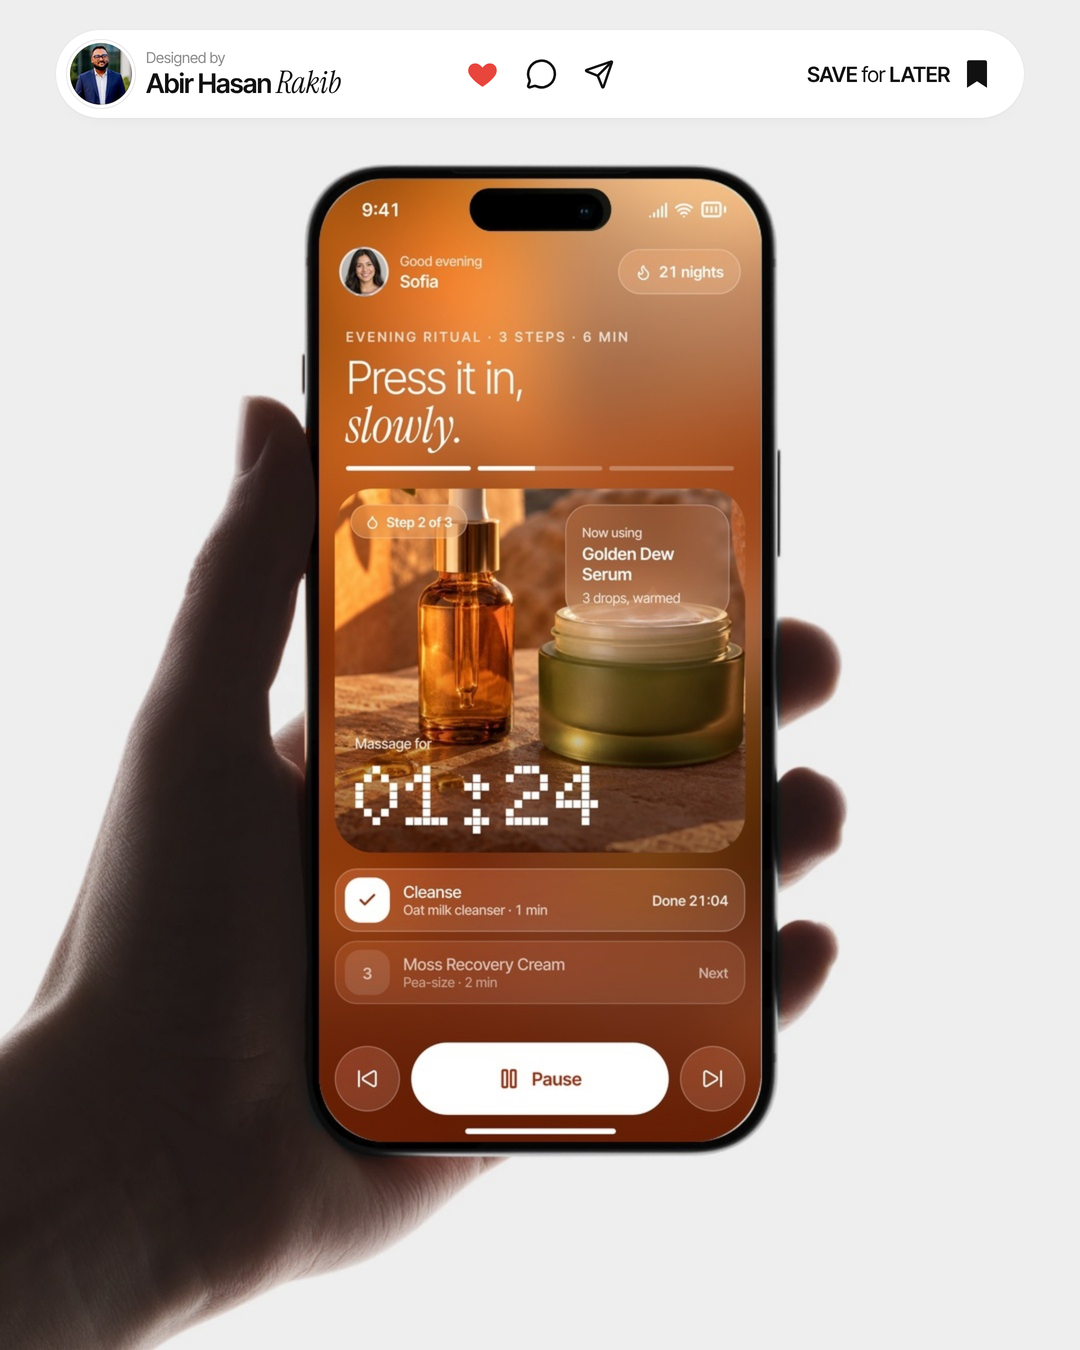 Designed by
Abir Hasan Rakib
SAVE for LATER
9:41
Good evening
Sofia
21 nights
EVENING RITUAL · 3 STEPS · 6 MIN
Press it in,
slowly.
Step 2 of 3
Now using
Golden Dew
Serum
3 drops, warmed
Massage for
01:24
Cleanse
Oat milk cleanser · 1 min
Done 21:04
3
Moss Recovery Cream
Pea-size · 2 min
Next
Pause